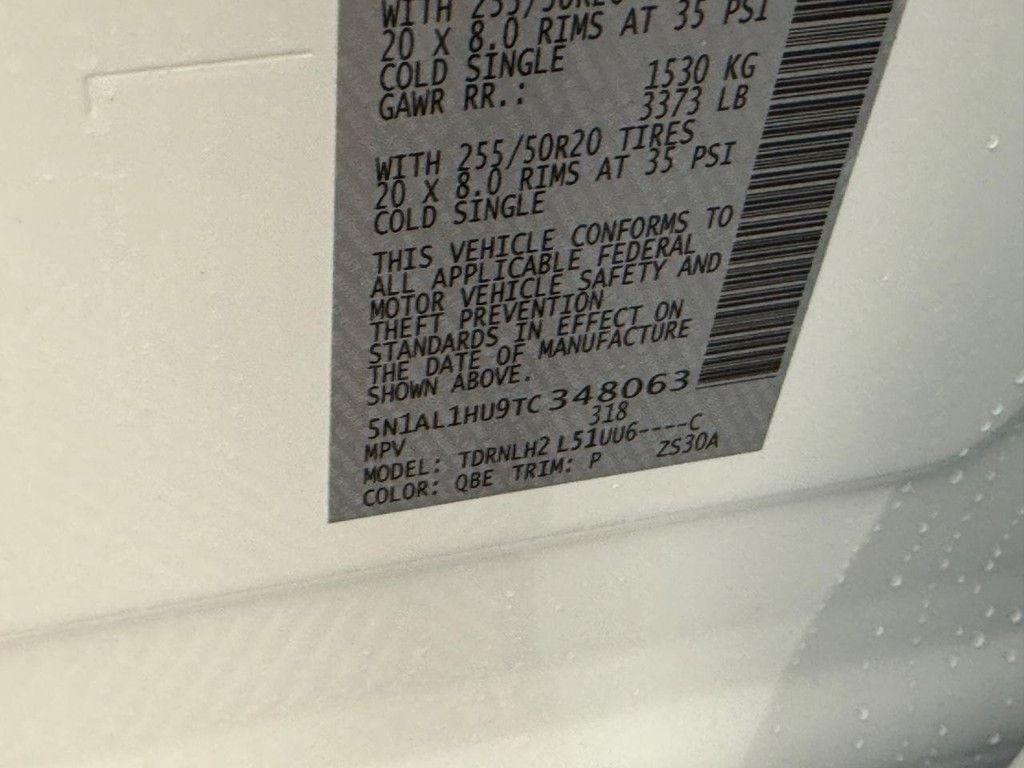 WITH 255/50R20
20 X 8.0 RIMS AT 35 PSI
COLD SINGLE
GAWR RR.: 1530 KG
3373 LB
WITH 255/50R20 TIRES
20 X 8.0 RIMS AT 35 PSI
COLD SINGLE
THIS VEHICLE CONFORMS TO
ALL APPLICABLE FEDERAL
MOTOR VEHICLE SAFETY AND
THEFT PREVENTION
STANDARDS IN EFFECT ON
THE DATE OF MANUFACTURE
SHOWN ABOVE.
5N1AL1HU9TC348063
MPV 318
MODEL: TDRNLH2 L51UU6----C
COLOR: QBE TRIM: P ZS30A